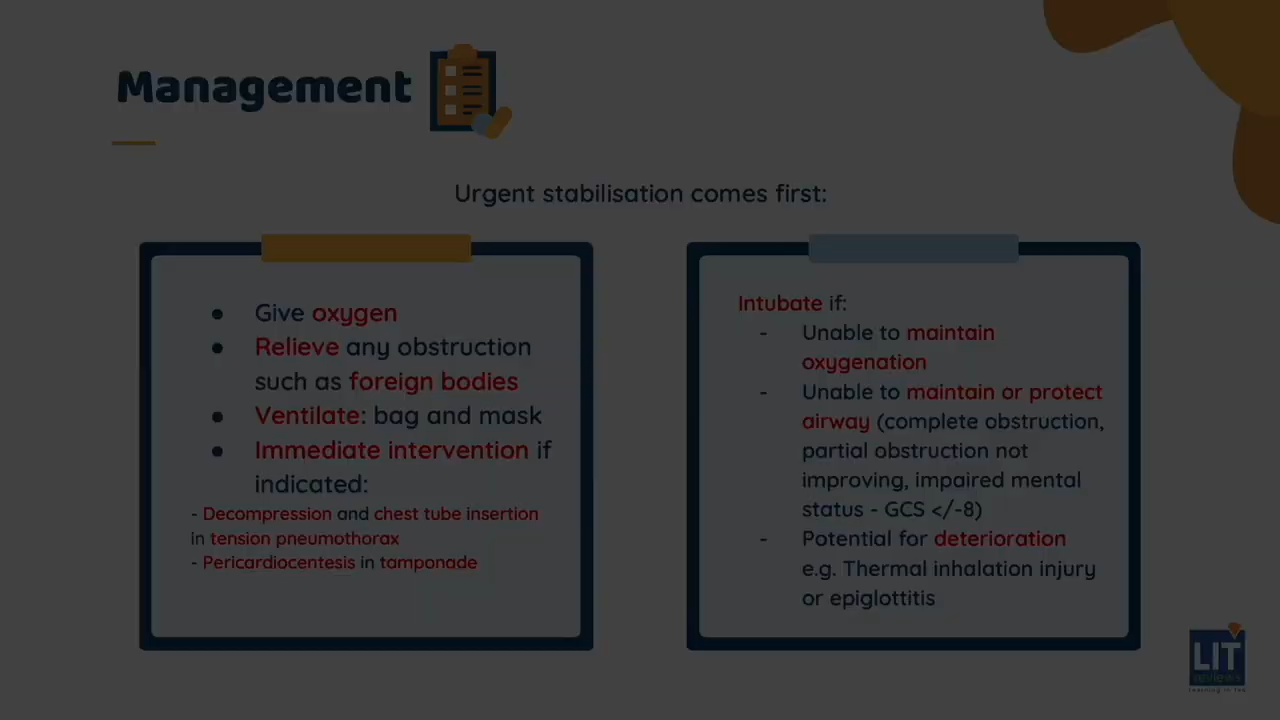 Management
Urgent stabilisation comes first:
● Give oxygen
● Relieve any obstruction
such as foreign bodies
● Ventilate: bag and mask
● Immediate intervention if
indicated:
- Decompression and chest tube insertion
in tension pneumothorax
- Pericardiocentesis in tamponade
Intubate if:
- Unable to maintain
oxygenation
- Unable to maintain or protect
airway (complete obstruction,
partial obstruction not
improving, impaired mental
status - GCS </-8)
- Potential for deterioration
e.g. Thermal inhalation injury
or epiglottitis
LIT
reviews